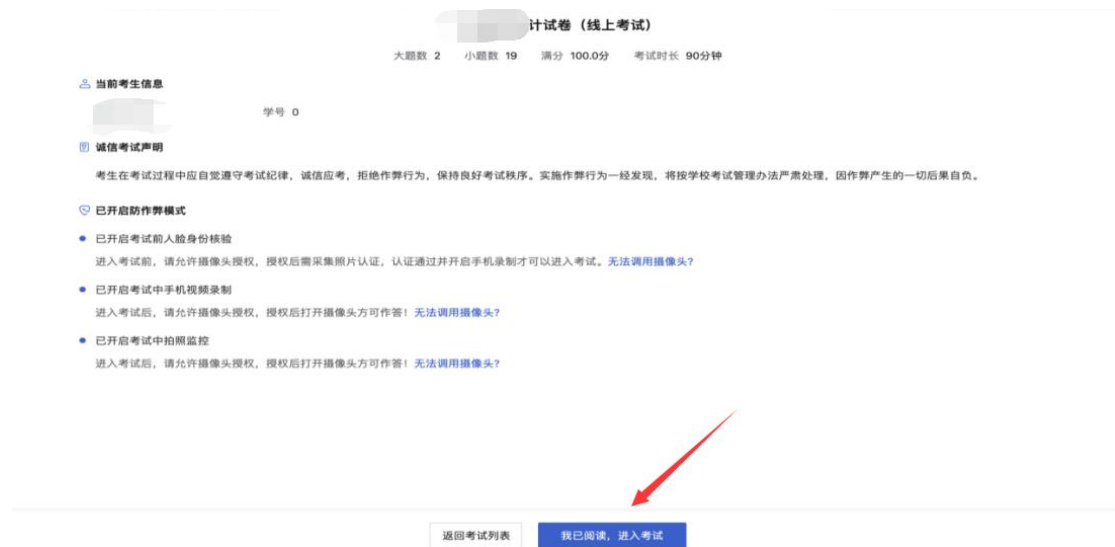 计试卷（线上考试）
大题数 2 小题数 19 满分 100.0分 考试时长 90分钟
当前考生信息
学号 0
诚信考试声明
考生在考试过程中应自觉遵守考试纪律，诚信应考，拒绝作弊行为，保持良好考试秩序。实施作弊行为一经发现，将按学校考试管理办法严肃处理，因作弊产生的一切后果自负。
已开启防作弊模式
已开启考试前人脸身份核验
进入考试前，请允许摄像头授权，授权后需采集照片认证，认证通过并开启手机录制才可以进入考试。无法调用摄像头？
已开启考试中手机视频录制
进入考试后，请允许摄像头授权，授权后打开摄像头方可作答！无法调用摄像头？
已开启考试中拍照监控
进入考试后，请允许摄像头授权，授权后打开摄像头方可作答！无法调用摄像头？
返回考试列表 我已阅读，进入考试